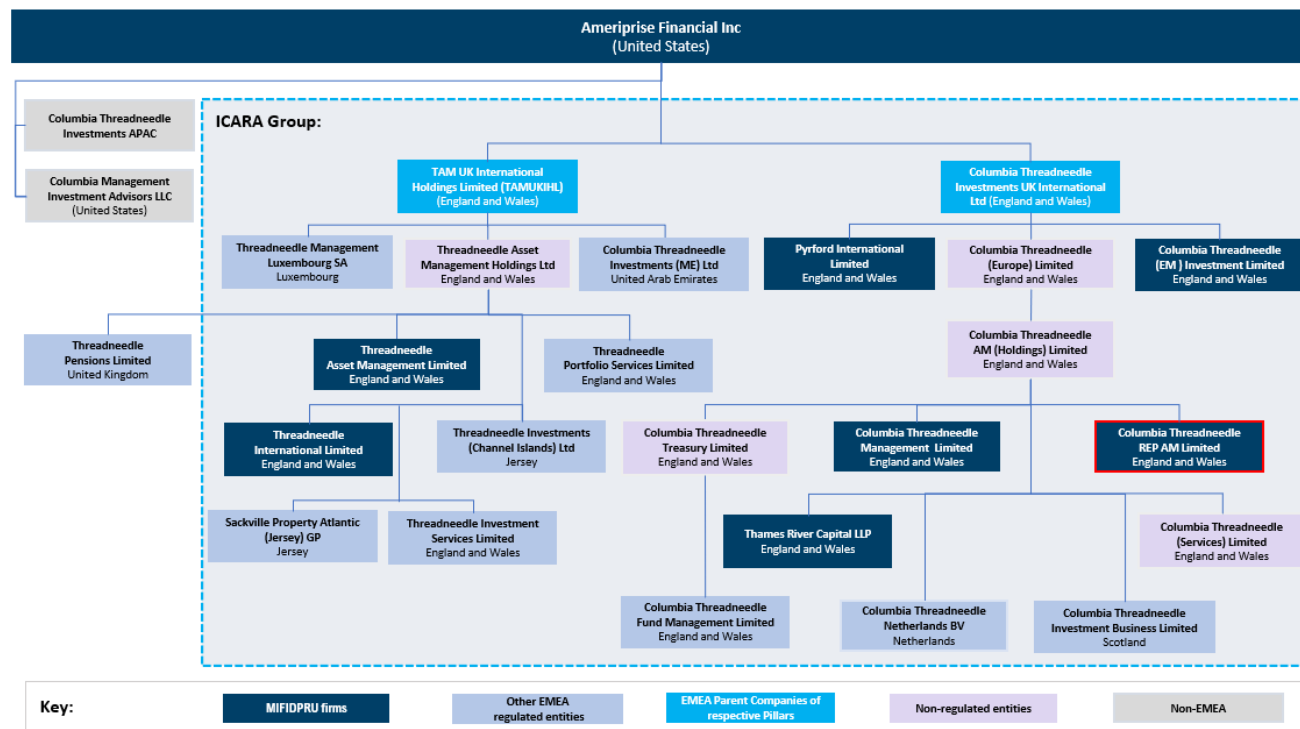 Ameriprise Financial Inc
(United States)
Columbia Threadneedle
Investments APAC
Columbia Management
Investment Advisors LLC
(United States)
ICARA Group:
TAM UK International
Holdings Limited (TAMUKIHL)
(England and Wales)
Columbia Threadneedle
Investments UK International
Ltd (England and Wales)
Threadneedle Management
Luxembourg SA
Luxembourg
Threadneedle Asset
Management Holdings Ltd
England and Wales
Columbia Threadneedle
Investments (ME) Ltd
United Arab Emirates
Pyrford International
Limited
England and Wales
Columbia Threadneedle
(Europe) Limited
England and Wales
Columbia Threadneedle
(EM ) Investment Limited
England and Wales
Threadneedle
Pensions Limited
United Kingdom
Threadneedle
Asset Management Limited
England and Wales
Threadneedle
Portfolio Services Limited
England and Wales
Columbia Threadneedle
AM (Holdings) Limited
England and Wales
Threadneedle
International Limited
England and Wales
Threadneedle Investments
(Channel Islands) Ltd
Jersey
Columbia Threadneedle
Treasury Limited
England and Wales
Columbia Threadneedle
Management Limited
England and Wales
Columbia Threadneedle
REP AM Limited
England and Wales
Sackville Property Atlantic
(Jersey) GP
Jersey
Threadneedle Investment
Services Limited
England and Wales
Thames River Capital LLP
England and Wales
Columbia Threadneedle
(Services) Limited
England and Wales
Columbia Threadneedle
Fund Management Limited
England and Wales
Columbia Threadneedle
Netherlands BV
Netherlands
Columbia Threadneedle
Investment Business Limited
Scotland
Key:
MIFIDPRU firms
Other EMEA
regulated entities
EMEA Parent Companies of
respective Pillars
Non-regulated entities
Non-EMEA